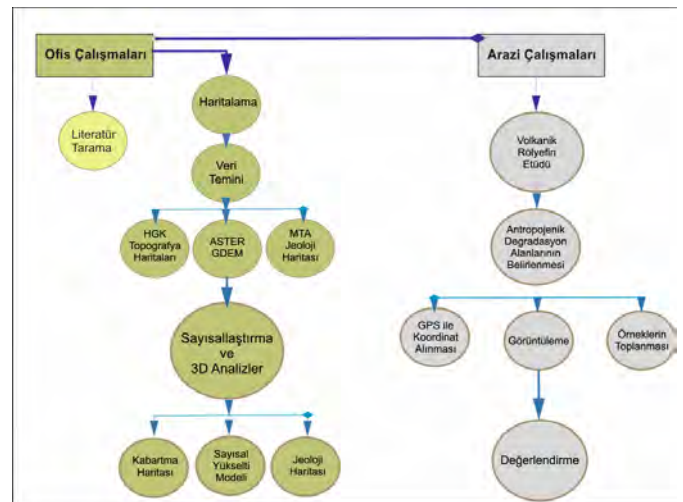 Ofis Çalışmaları
Arazi Çalışmaları
Literatür
Tarama
Haritalama
Veri
Temini
HGK
Topografya
Haritaları
ASTER
GDEM
MTA
Jeoloji
Haritası
Sayısallaştırma
ve
3D Analizler
Kabartma
Haritası
Sayısal
Yükselti
Modeli
Jeoloji
Haritası
Volkanik
Rölyefin
Etüdü
Antropojenik
Degradasyon
Alanlarının
Belirlenmesi
GPS ile
Koordinat
Alınması
Görüntüleme
Örneklerin
Toplanması
Değerlendirme